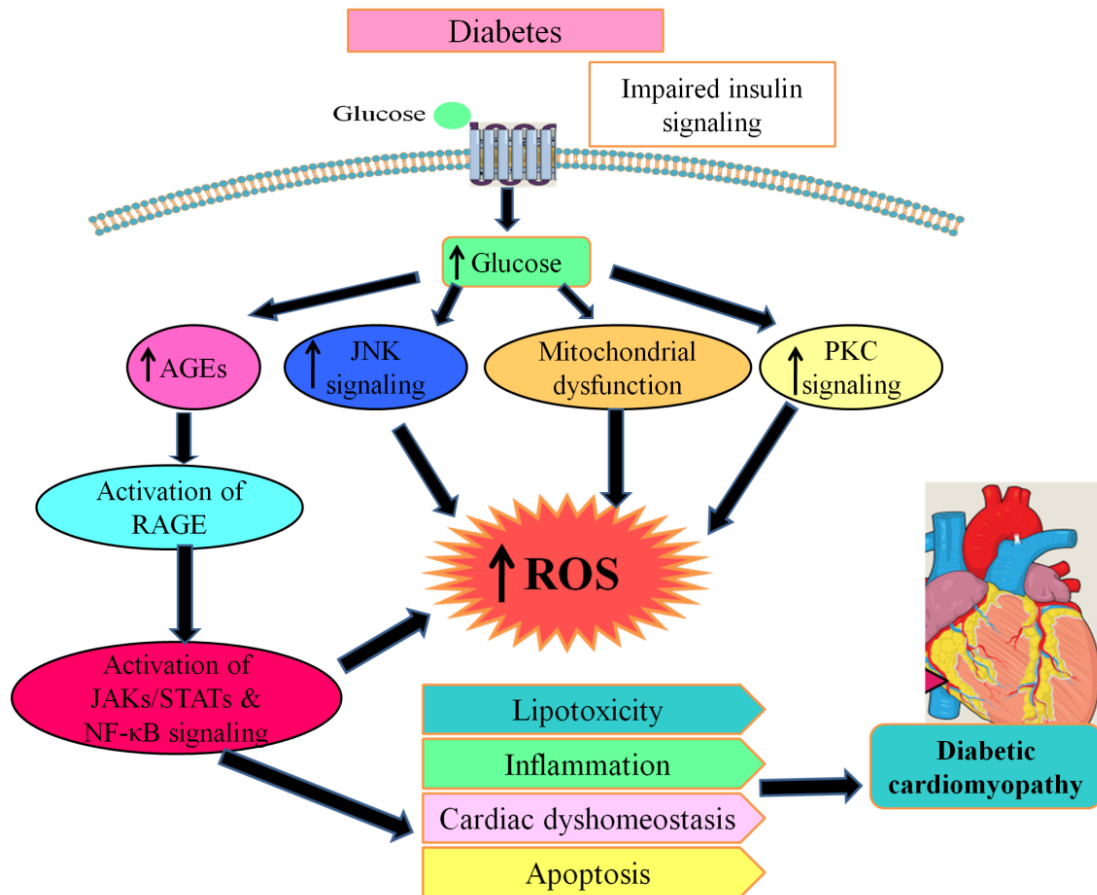 Diabetes
Impaired insulin
signaling
Glucose
↑ Glucose
↑ AGEs
↑ JNK
signaling
Mitochondrial
dysfunction
↑ PKC
signaling
Activation of
RAGE
↑ ROS
Activation of
JAKs/STATs &
NF-κB signaling
Lipotoxicity
Inflammation
Cardiac dyshomeostasis
Apoptosis
Diabetic
cardiomyopathy